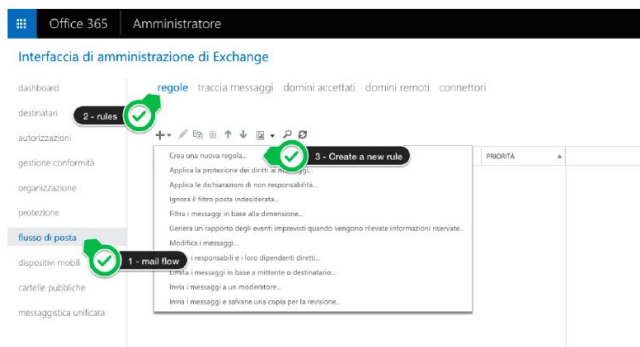 Office 365 Amministratore
Interfaccia di amministrazione di Exchange
dashboard
destinatari
autorizzazioni
gestione conformità
organizzazione
protezione
flusso di posta
dispositivi mobili
cartelle pubbliche
messaggistica unificata
regole traccia messaggi domini accettati domini remoti connettori
2 - rules
Crea una nuova regola...
3 - Create a new rule
PRIORITÀ
Applica la protezione dei diritti ai messaggi...
Applica le dichiarazioni di non responsabilità...
Ignora il filtro posta indesiderata...
Filtra i messaggi in base alla dimensione...
Genera un rapporto degli eventi imprevisti quando vengono rilevate informazioni riservate...
Modifica i messaggi...
1 - mail flow
i responsabili e i loro dipendenti diretti...
Limita i messaggi in base a mittente o destinatario...
Invia i messaggi a un moderatore...
Invia i messaggi e salvane una copia per la revisione...